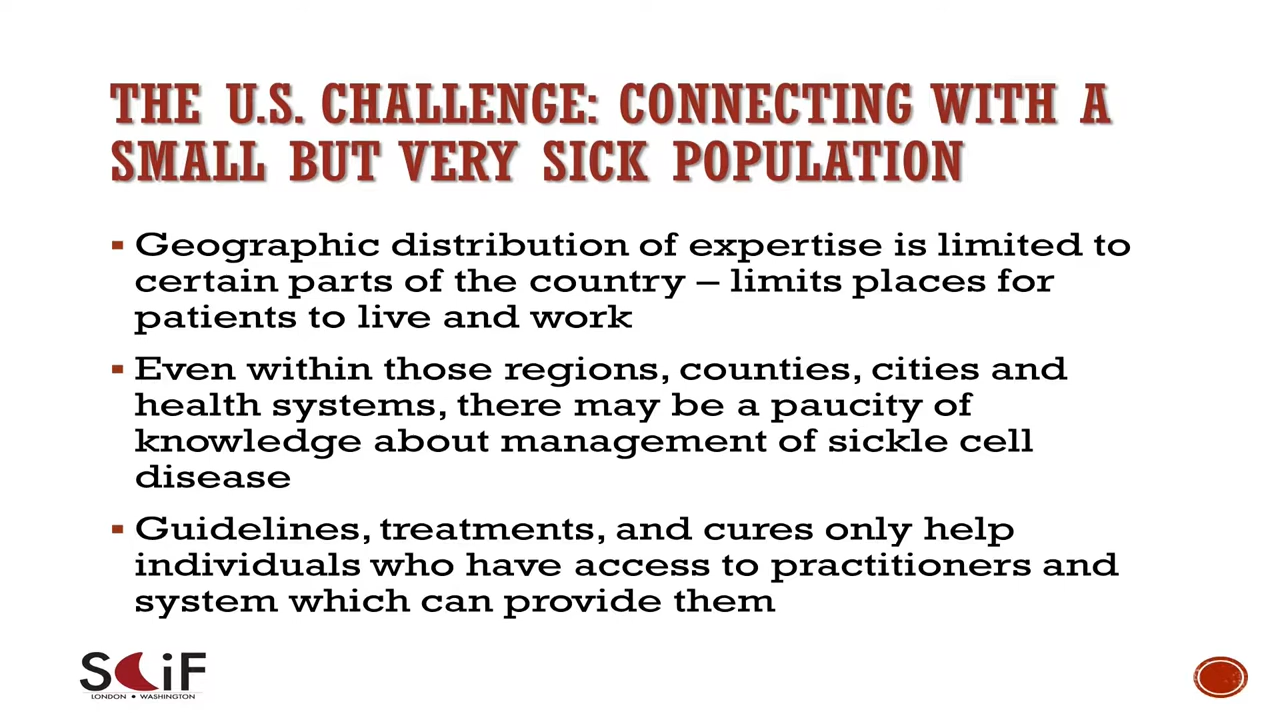 THE U.S. CHALLENGE: CONNECTING WITH A
SMALL BUT VERY SICK POPULATION
▪ Geographic distribution of expertise is limited to
certain parts of the country – limits places for
patients to live and work
▪ Even within those regions, counties, cities and
health systems, there may be a paucity of
knowledge about management of sickle cell
disease
▪ Guidelines, treatments, and cures only help
individuals who have access to practitioners and
system which can provide them
SCiF
LONDON • WASHINGTON